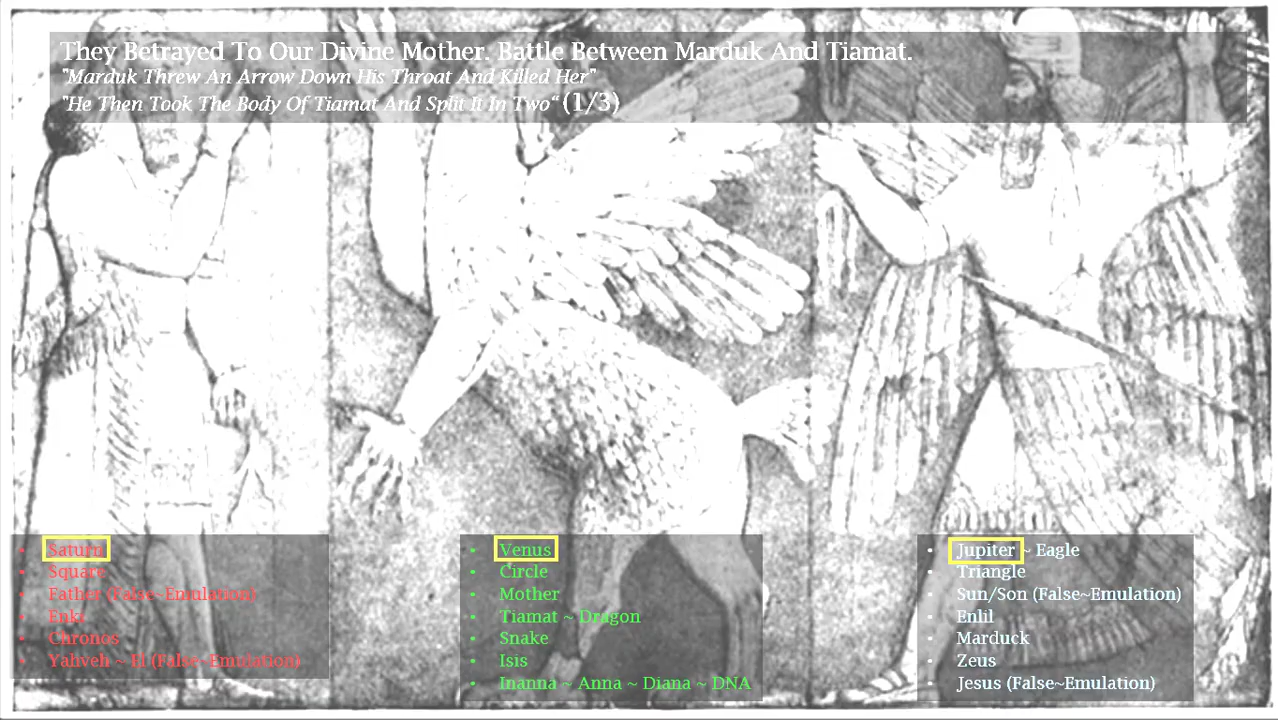 They Betrayed To Our Divine Mother. Battle Between Marduk And Tiamat.
"Marduk Threw An Arrow Down His Throat And Killed Her"
"He Then Took The Body Of Tiamat And Split It In Two“ (1/3)
• Saturn
• Square
• Father (False~Emulation)
• Enki
• Chronos
• Yahveh ~ Il (False~Emulation)
• Venus
• Circle
• Mother
• Tiamat ~ Dragon
• Snake
• Isis
• Inanna ~ Anna ~ Diana ~ DNA
• Jupiter ~ Eagle
• Triangle
• Sun/Son (False~Emulation)
• Enlil
• Marduck
• Zeus
• Jesus (False~Emulation)